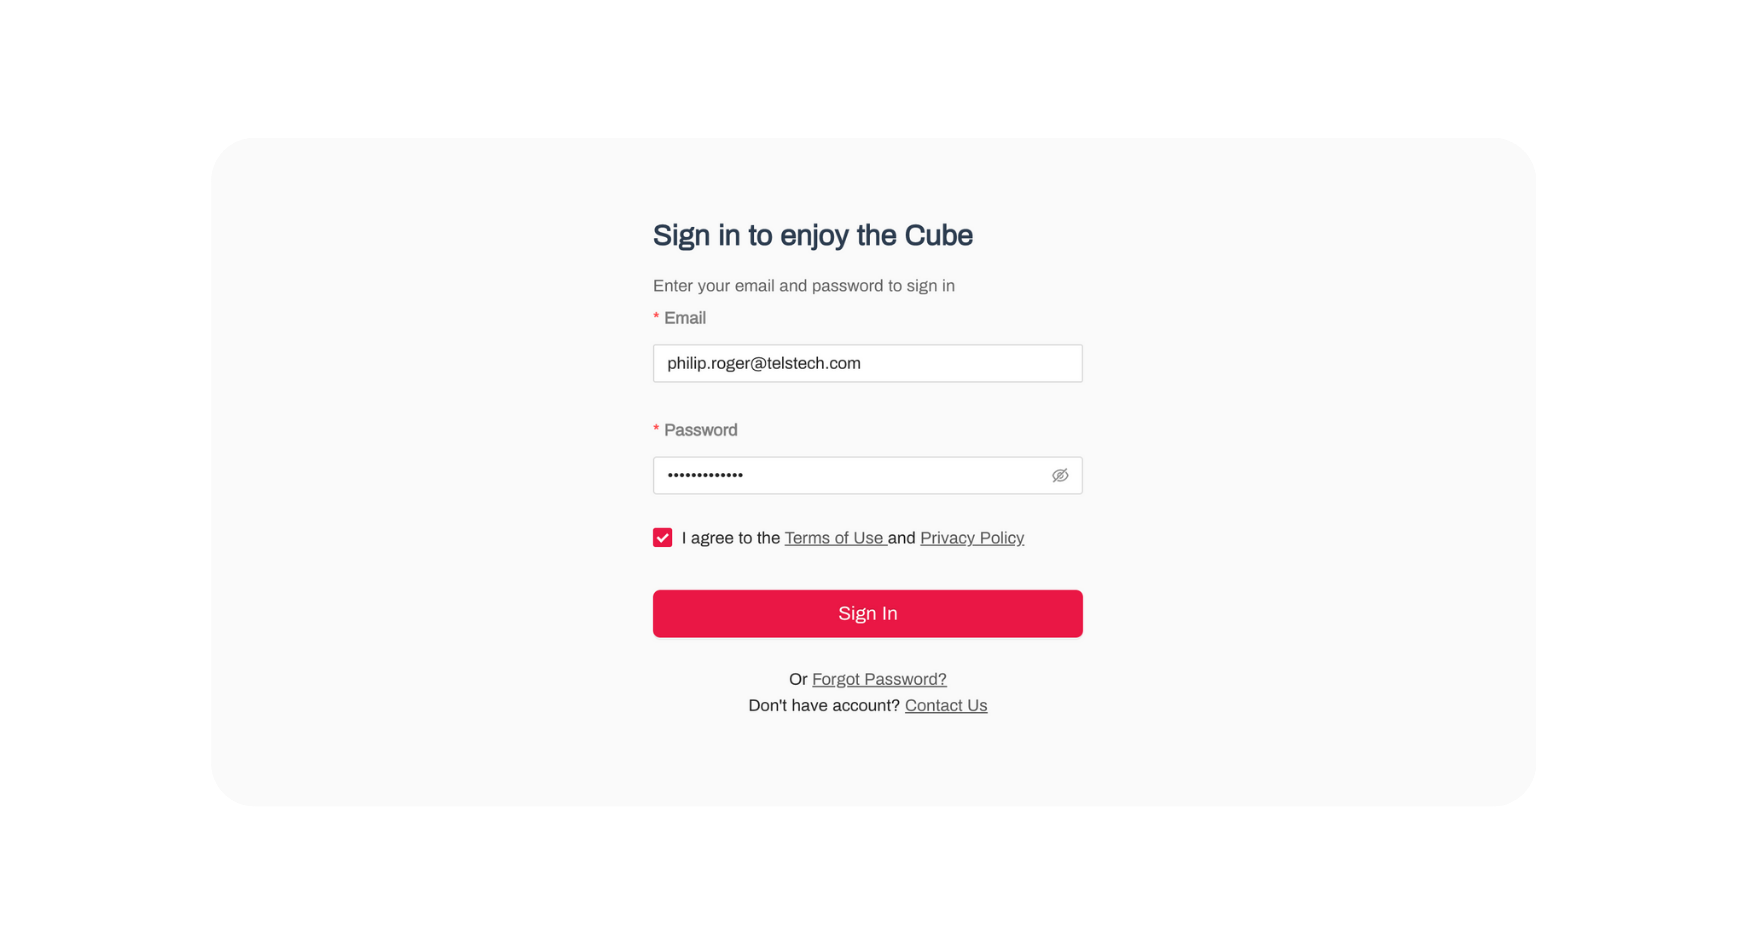 Sign in to enjoy the Cube
Enter your email and password to sign in
* Email
philip.roger@telstech.com
* Password
•••••••••••••
I agree to the Terms of Use and Privacy Policy
Sign In
Or Forgot Password?
Don't have account? Contact Us